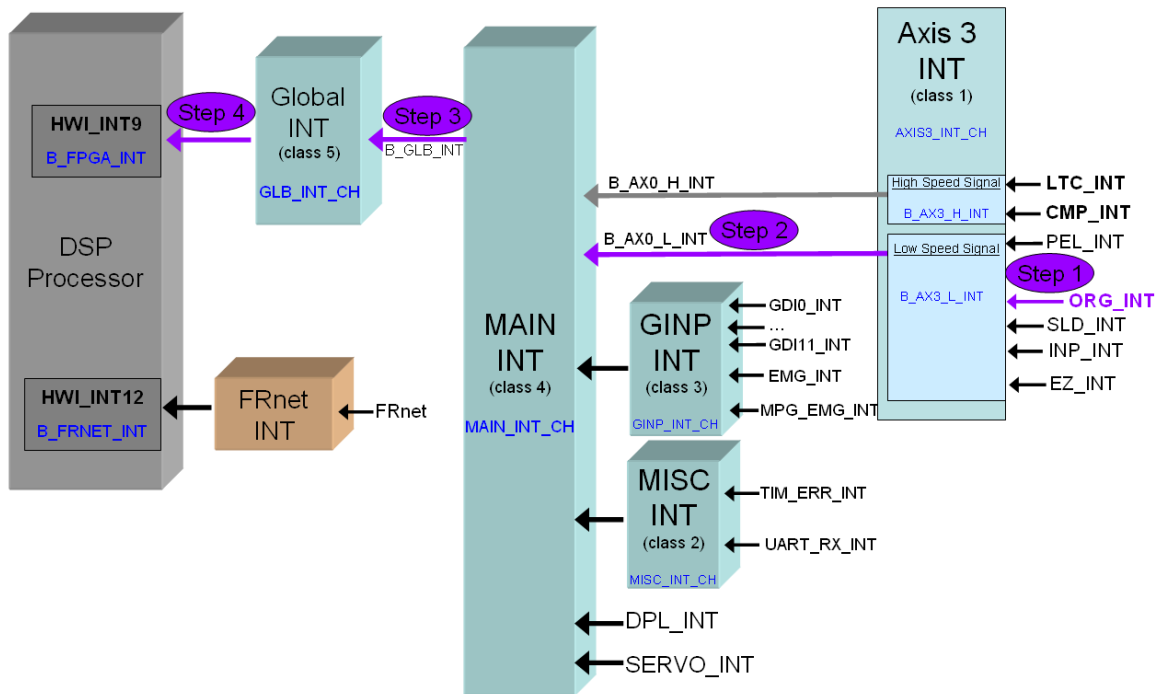 DSP
Processor
HWI_INT9
B_FPGA_INT
HWI_INT12
B_FRNET_INT
Step 4
Global
INT
(class 5)
GLB_INT_CH
Step 3
B_GLB_INT
FRnet
INT
FRnet
MAIN
INT
(class 4)
MAIN_INT_CH
B_AX0_H_INT
B_AX0_L_INT
Step 2
Axis 3
INT
(class 1)
AXIS3_INT_CH
High Speed Signal
B_AX3_H_INT
Low Speed Signal
B_AX3_L_INT
LTC_INT
CMP_INT
PEL_INT
Step 1
ORG_INT
SLD_INT
INP_INT
EZ_INT
GINP
INT
(class 3)
GINP_INT_CH
GDI0_INT
...
GDI11_INT
EMG_INT
MPG_EMG_INT
MISC
INT
(class 2)
MISC_INT_CH
TIM_ERR_INT
UART_RX_INT
DPL_INT
SERVO_INT